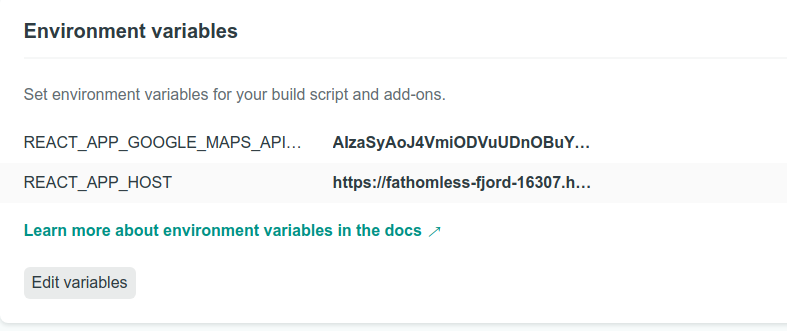 Environment variables
Set environment variables for your build script and add-ons.
REACT_APP_GOOGLE_MAPS_API… AIzaSyAoJ4VmiODVuUDnOBuY…
REACT_APP_HOST https://fathomless-fjord-16307.h…
Learn more about environment variables in the docs ↗
Edit variables